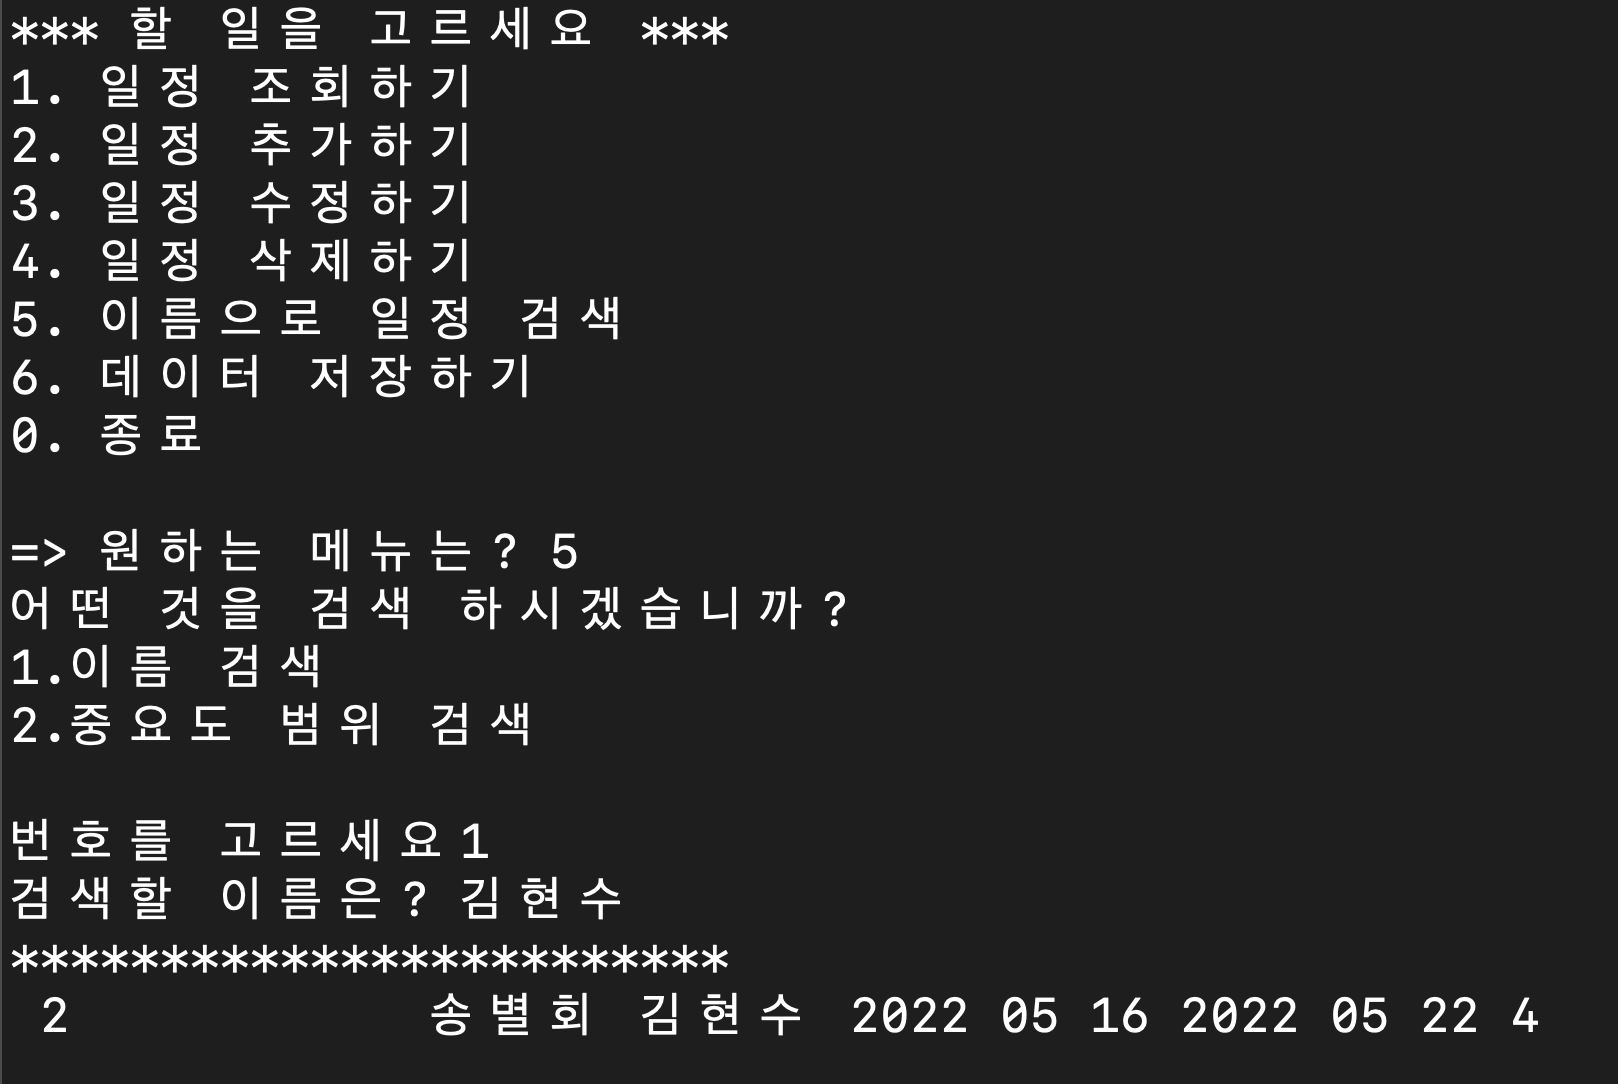 *** 할 일을 고르세요 ***
1. 일정 조회하기
2. 일정 추가하기
3. 일정 수정하기
4. 일정 삭제하기
5. 이름으로 일정 검색
6. 데이터 저장하기
0. 종료
=> 원하는 메뉴는? 5
어떤 것을 검색 하시겠습니까?
1.이름 검색
2.중요도 범위 검색
번호를 고르세요1
검색할 이름은? 김현수
************************
2 송별회 김현수 2022 05 16 2022 05 22 4